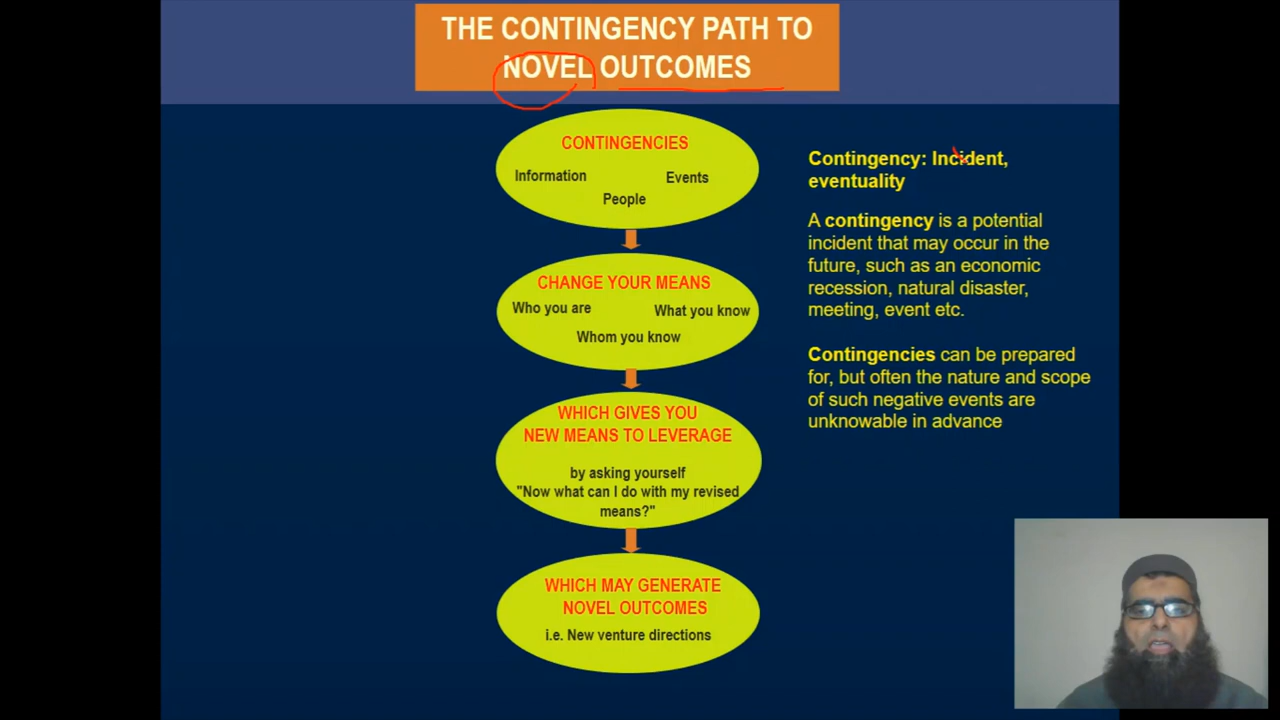 THE CONTINGENCY PATH TO
NOVEL OUTCOMES
CONTINGENCIES
Information
Events
People
CHANGE YOUR MEANS
Who you are
What you know
Whom you know
WHICH GIVES YOU
NEW MEANS TO LEVERAGE
by asking yourself
"Now what can I do with my revised
means?"
WHICH MAY GENERATE
NOVEL OUTCOMES
i.e. New venture directions
Contingency: Incident,
eventuality
A contingency is a potential
incident that may occur in the
future, such as an economic
recession, natural disaster,
meeting, event etc.
Contingencies can be prepared
for, but often the nature and scope
of such negative events are
unknowable in advance